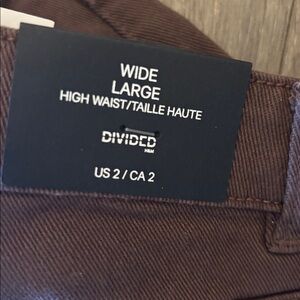 WIDE
LARGE
HIGH WAIST/TAILLE HAUTE
DIVIDED
H&M
US 2 / CA 2